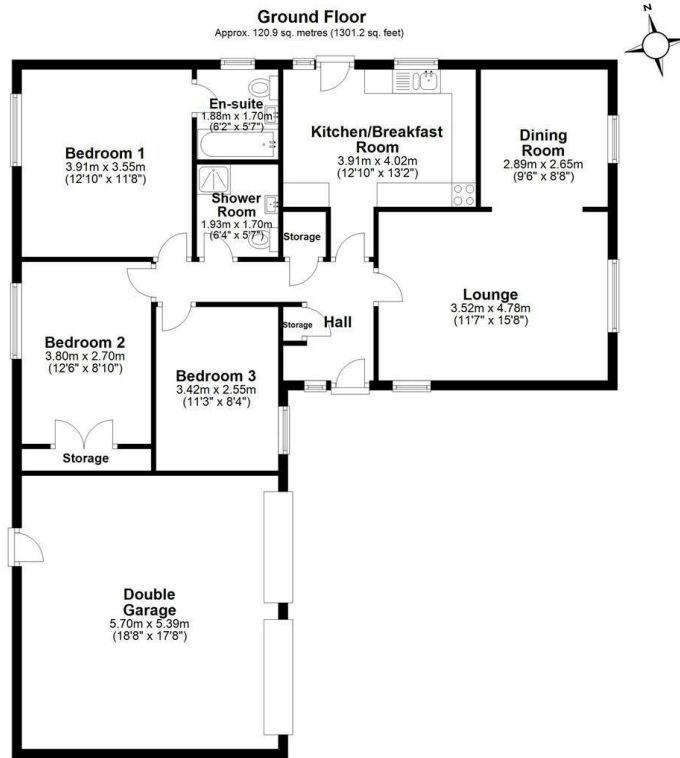 Ground Floor
Approx. 120.9 sq. metres (1301.2 sq. feet)
N
En-suite
1.88m x 1.70m
(6'2" x 5'7")
Kitchen/Breakfast
Room
3.91m x 4.02m
(12'10" x 13'2")
Dining
Room
2.89m x 2.65m
(9'6" x 8'8")
Bedroom 1
3.91m x 3.55m
(12'10" x 11'8")
Shower
Room
1.93m x 1.70m
(6'4" x 5'7")
Storage
Lounge
3.52m x 4.78m
(11'7" x 15'8")
Storage
Hall
Bedroom 2
3.80m x 2.70m
(12'6" x 8'10")
Bedroom 3
3.42m x 2.55m
(11'3" x 8'4")
Storage
Double
Garage
5.70m x 5.39m
(18'8" x 17'8")